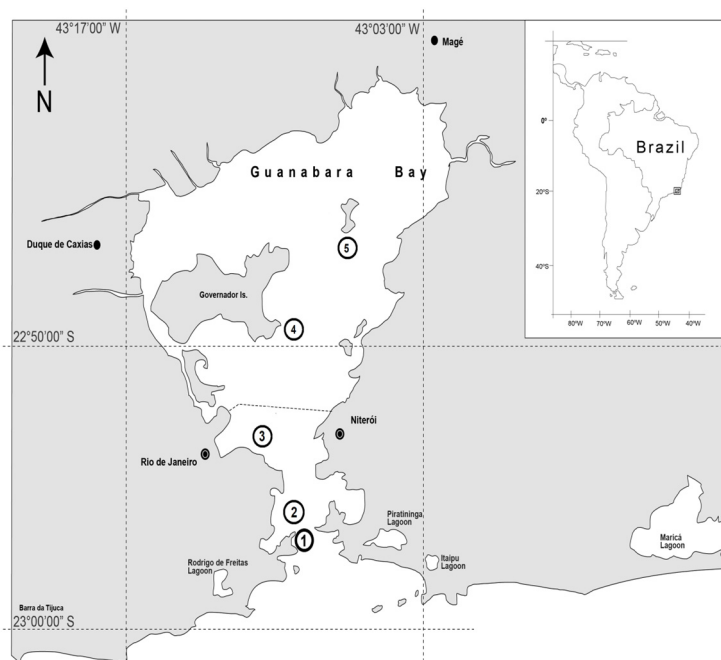 43°17'00" W
43°03'00" W
N
Magé
Guanabara Bay
Duque de Caxias
5
Governador Is.
4
22°50'00" S
3
Niterói
Rio de Janeiro
2
1
Piratininga
Lagoon
Itaipu
Lagoon
Maricá
Lagoon
Rodrigo de Freitas
Lagoon
Barra da Tijuca
23°00'00" S
0°
Brazil
20°S
40°S
80°W 70°W 60°W 50°W 40°W